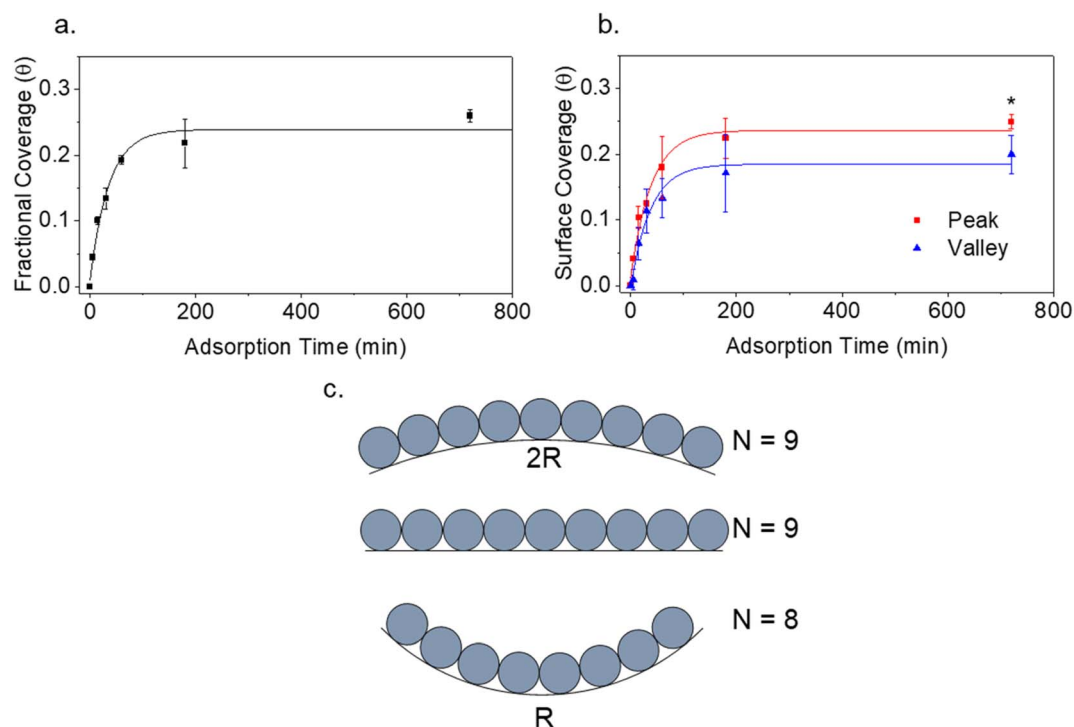 a.
Fractional Coverage (θ)
0.3
0.2
0.1
0.0
0 200 400 600 800
Adsorption Time (min)
b.
Surface Coverage (θ)
0.3
0.2
0.1
0.0
*
Peak
Valley
0 200 400 600 800
Adsorption Time (min)
c.
2R
N = 9
N = 9
N = 8
R